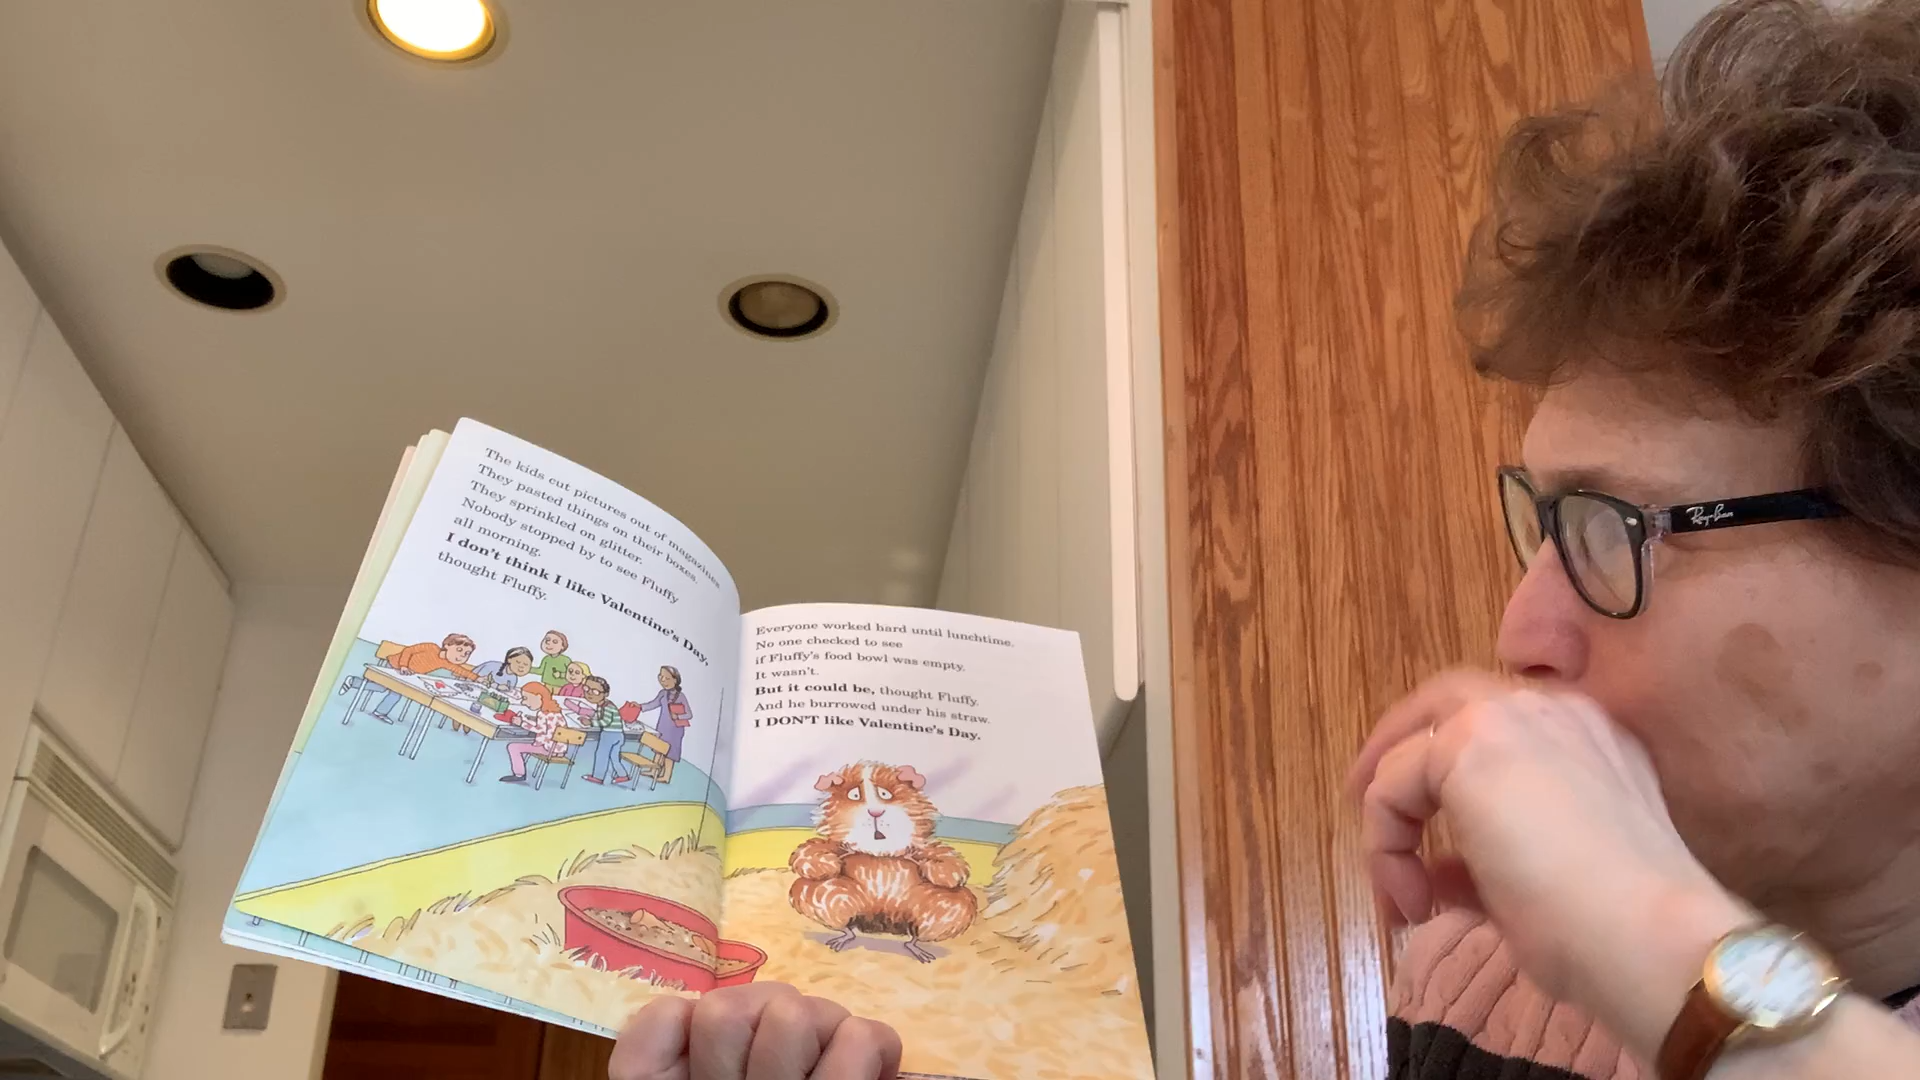 The kids cut pictures out of magazines
They pasted things on their boxes.
They sprinkled on glitter.
Nobody stopped by to see Fluffy
all morning.
I don't think I like Valentine's Day,
thought Fluffy.
Everyone worked hard until lunchtime.
No one checked to see
if Fluffy's food bowl was empty.
It wasn't.
But it could be, thought Fluffy.
And he burrowed under his straw.
I DON'T like Valentine's Day.
Ray-Ban